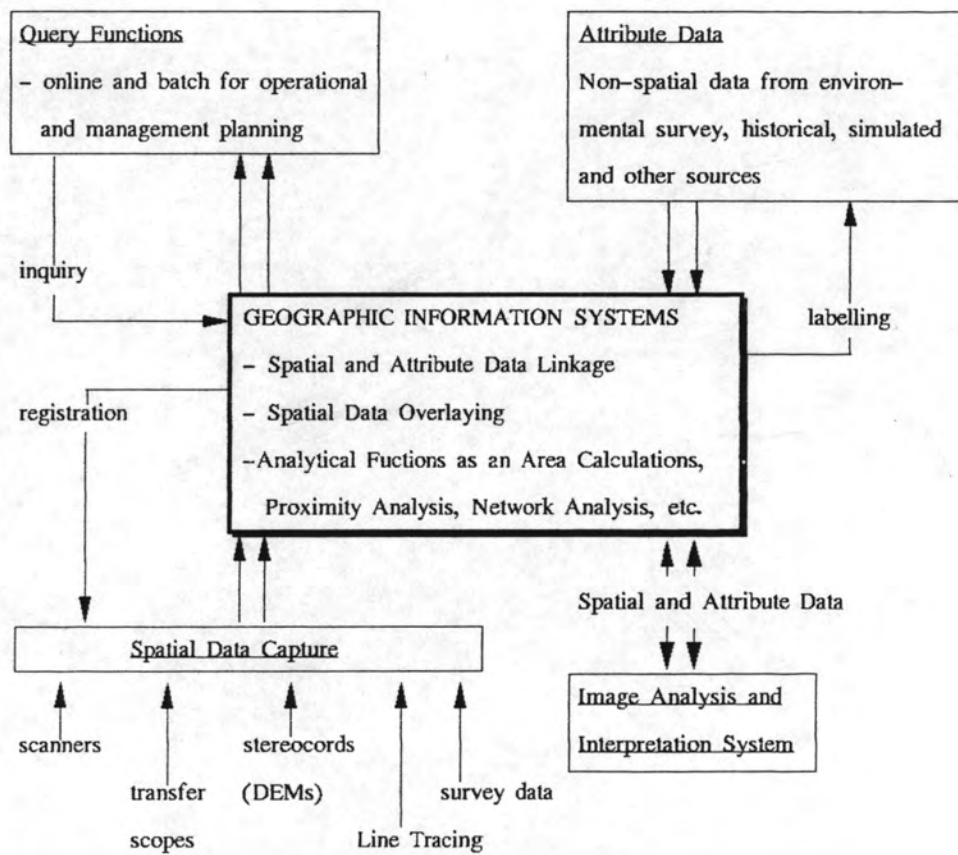 Query Functions
– online and batch for operational
and management planning
Attribute Data
Non–spatial data from environ–
mental survey, historical, simulated
and other sources
inquiry
labelling
registration
GEOGRAPHIC INFORMATION SYSTEMS
– Spatial and Attribute Data Linkage
– Spatial Data Overlaying
–Analytical Fuctions as an Area Calculations,
Proximity Analysis, Network Analysis, etc.
Spatial and Attribute Data
Spatial Data Capture
Image Analysis and
Interpretation System
scanners
transfer
scopes
stereocords
(DEMs)
Line Tracing
survey data